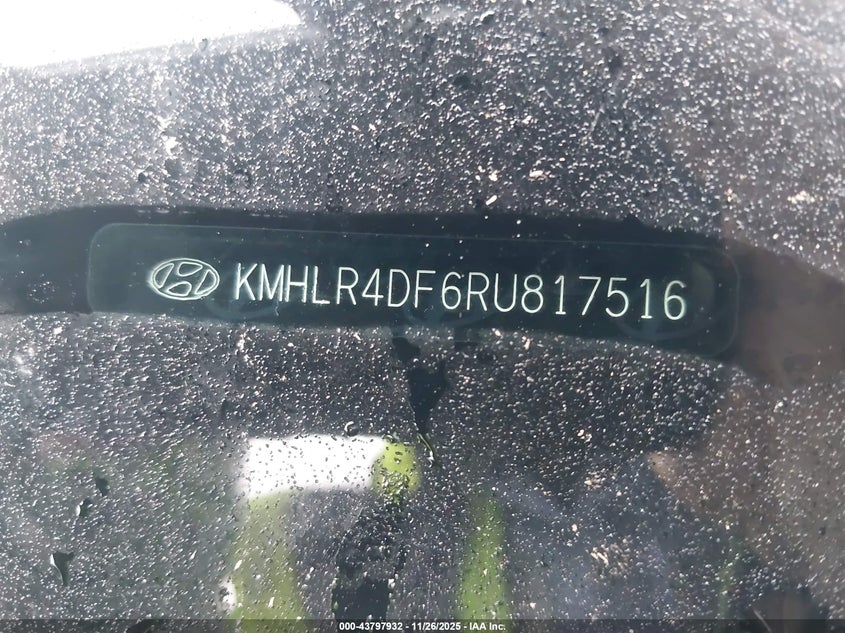 KMHLR4DF6RU817516
000-43797932 - 11/26/2025 - IAA Inc.